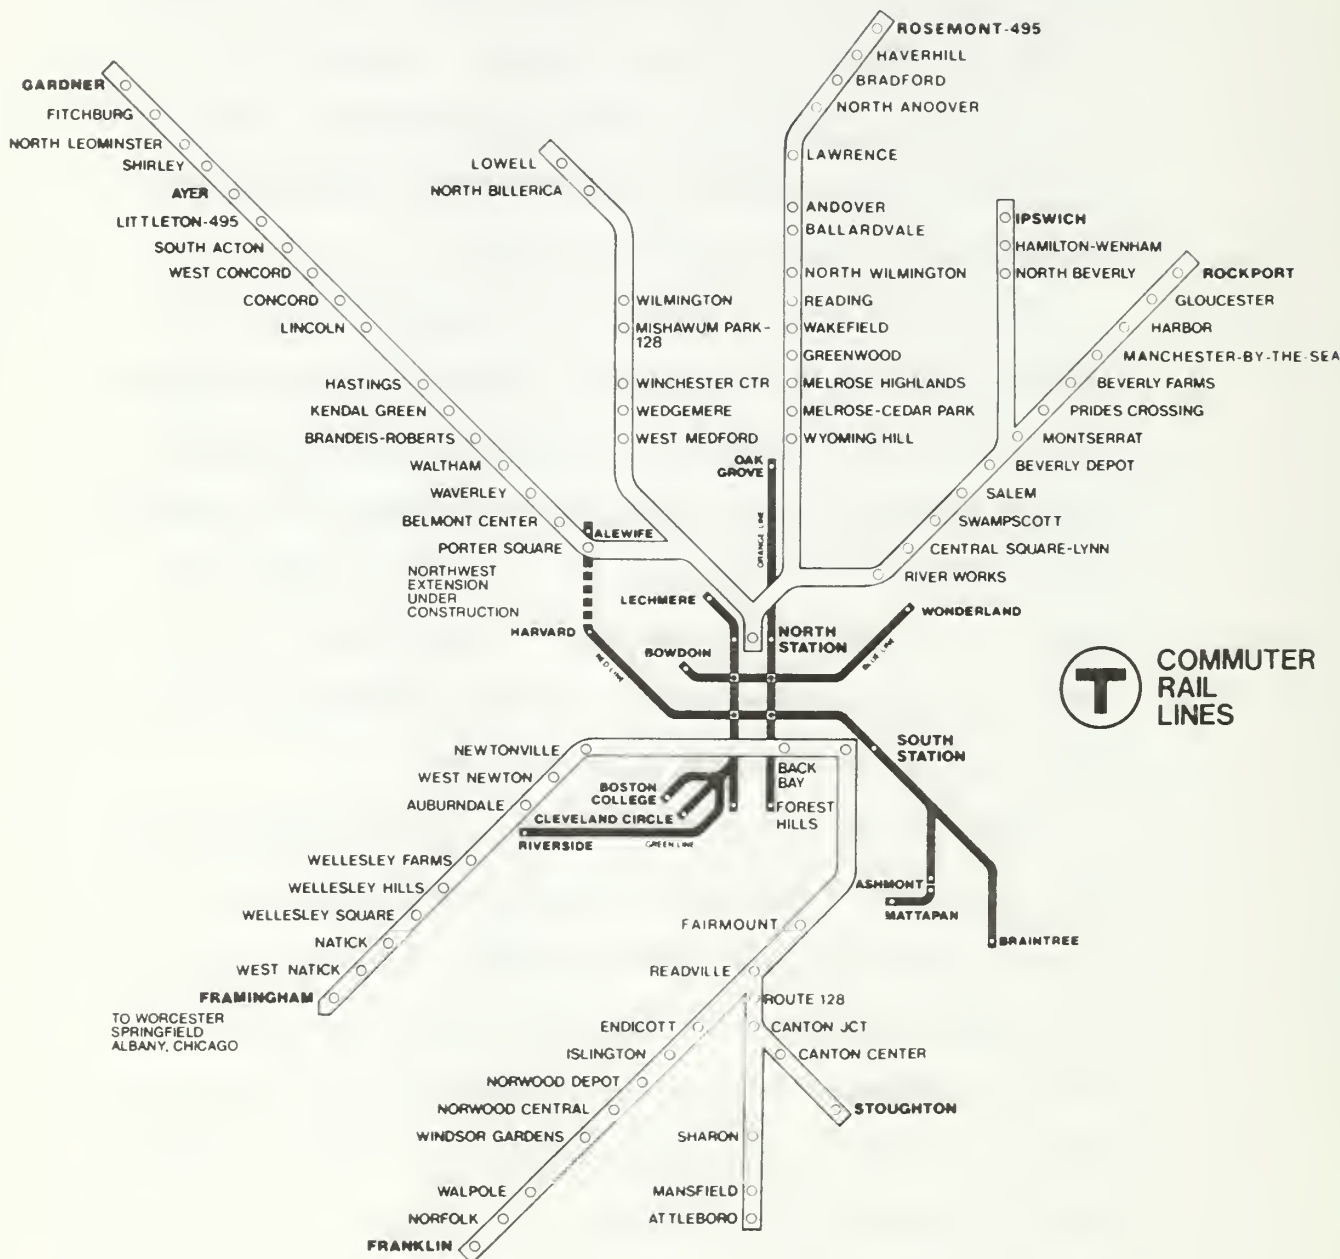 ROSEMONT-495
HAVERHILL
BRADFORD
NORTH ANDOVER
LAWRENCE
ANDOVER
BALLARDVALE
NORTH WILMINGTON
READING
WAKEFIELD
GREENWOOD
MELROSE HIGHLANDS
MELROSE-CEDAR PARK
WYOMING HILL
GARDNER
FITCHBURG
NORTH LEOMINSTER
SHIRLEY
AYER
LITTLETON-495
SOUTH ACTON
WEST CONCORD
CONCORD
LINCOLN
HASTINGS
KENDAL GREEN
BRANDEIS-ROBERTS
WALTHAM
WAVERLEY
BELMONT CENTER
PORTER SQUARE
LOWELL
NORTH BILLERICA
WILMINGTON
MISHAWUM PARK-
128
WINCHESTER CTR
WEDGEMERE
WEST MEDFORD
IPSWICH
HAMILTON-WENHAM
NORTH BEVERLY
ROCKPORT
GLOUCESTER
HARBOR
MANCHESTER-BY-THE-SEA
BEVERLY FARMS
PRIDES CROSSING
MONTSERRAT
BEVERLY DEPOT
SALEM
SWAMPSCOTT
CENTRAL SQUARE-LYNN
RIVER WORKS
OAK
GROVE
ORANGE LINE
ALEWIFE
NORTHWEST
EXTENSION
UNDER
CONSTRUCTION
HARVARD
RED LINE
LECHMERE
BOWDOIN
NORTH
STATION
WONDERLAND
BLUE LINE
T
COMMUTER
RAIL
LINES
SOUTH
STATION
NEWTONVILLE
WEST NEWTON
AUBURNDALE
BACK
BAY
BOSTON
COLLEGE
CLEVELAND CIRCLE
RIVERSIDE
GREEN LINE
FOREST
HILLS
WELLESLEY FARMS
WELLESLEY HILLS
WELLESLEY SQUARE
NATICK
WEST NATICK
FRAMINGHAM
TO WORCESTER
SPRINGFIELD
ALBANY, CHICAGO
ASHMONT
MATTAPAN
BRAINTREE
FAIRMOUNT
READVILLE
ROUTE 128
ENDICOTT
CANTON JCT
ISLINGTON
CANTON CENTER
NORWOOD DEPOT
NORWOOD CENTRAL
STOUGHTON
WINDSOR GARDENS
SHARON
WALPOLE
MANSFIELD
NORFOLK
ATTLEBORO
FRANKLIN